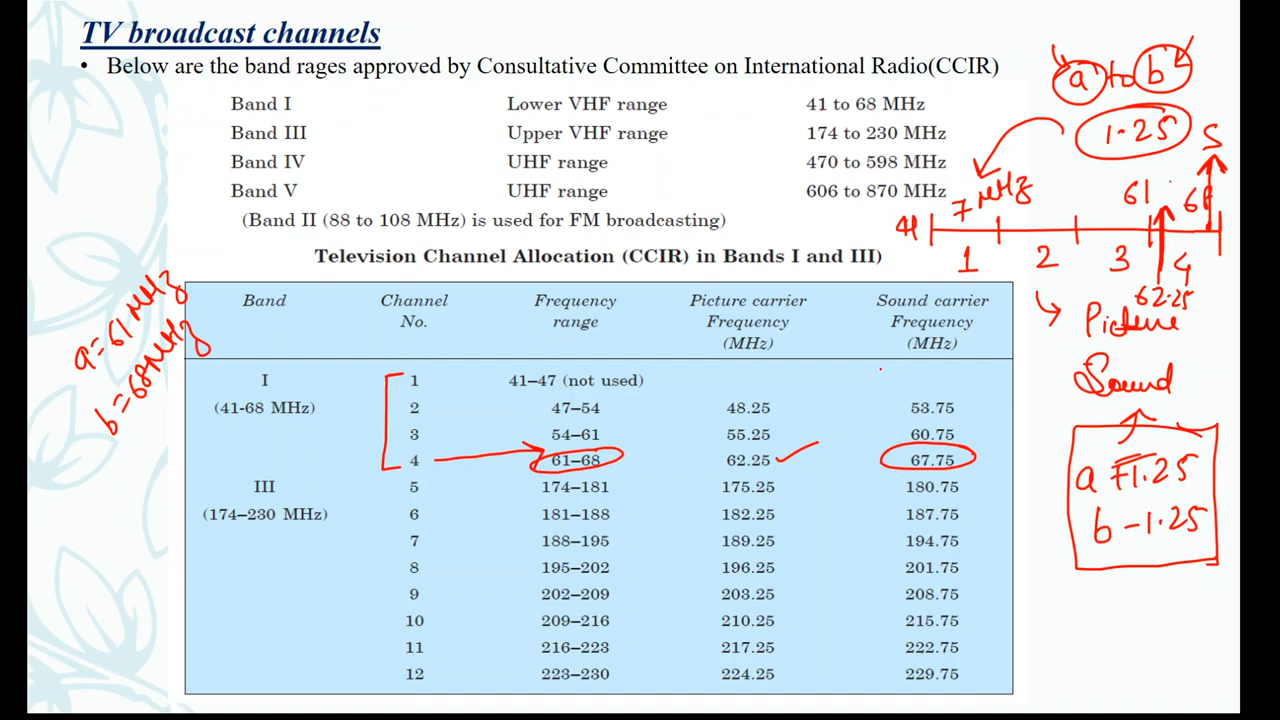 TV broadcast channels
• Below are the band rages approved by Consultative Committee on International Radio(CCIR)
Band I Lower VHF range 41 to 68 MHz
Band III Upper VHF range 174 to 230 MHz
Band IV UHF range 470 to 598 MHz
Band V UHF range 606 to 870 MHz
(Band II (88 to 108 MHz) is used for FM broadcasting)
Television Channel Allocation (CCIR) in Bands I and III)
Band Channel No. Frequency range Picture carrier Frequency (MHz) Sound carrier Frequency (MHz)
I 1 41–47 (not used)
(41-68 MHz) 2 47–54 48.25 53.75
3 54–61 55.25 60.75
4 61–68 62.25 67.75
III 5 174–181 175.25 180.75
(174–230 MHz) 6 181–188 182.25 187.75
7 188–195 189.25 194.75
8 195–202 196.25 201.75
9 202–209 203.25 208.75
10 209–216 210.25 215.75
11 216–223 217.25 222.75
12 223–230 224.25 229.75
a to b
1.25
S
7 MHz
61
41
1 2 3 4
62.25
Picture
Sound
a +1.25
b -1.25
a = 61 MHz
b = 68 MHz